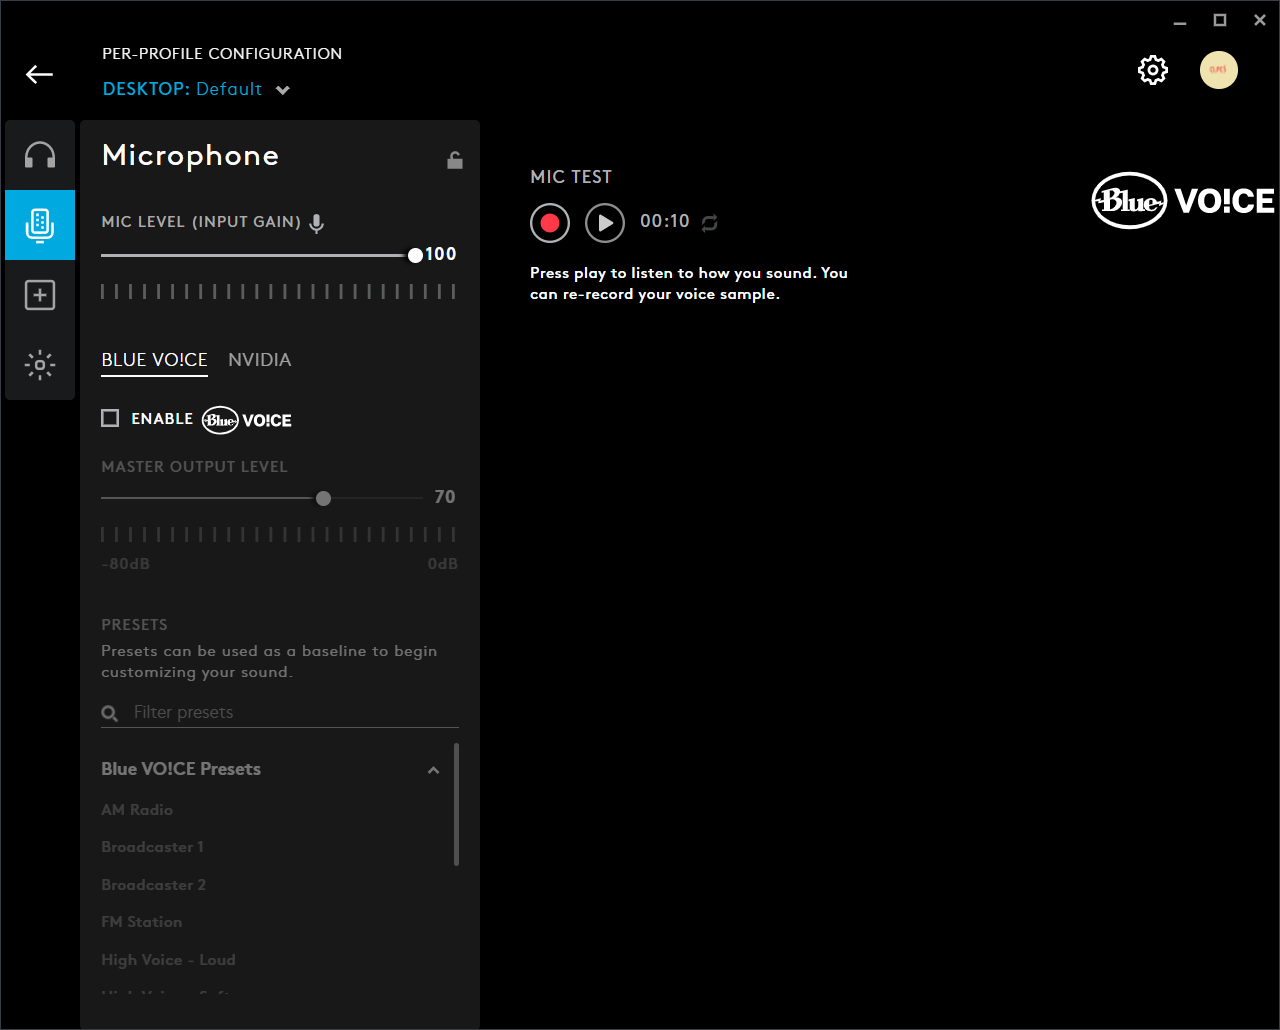 PER-PROFILE CONFIGURATION
DESKTOP: Default
Microphone
MIC LEVEL (INPUT GAIN)
100
BLUE VO!CE NVIDIA
ENABLE Blue VO!CE
MASTER OUTPUT LEVEL
70
-80dB 0dB
PRESETS
Presets can be used as a baseline to begin
customizing your sound.
Filter presets
Blue VO!CE Presets
AM Radio
Broadcaster 1
Broadcaster 2
FM Station
High Voice - Loud
MIC TEST
00:10
Press play to listen to how you sound. You
can re-record your voice sample.
Blue VO!CE